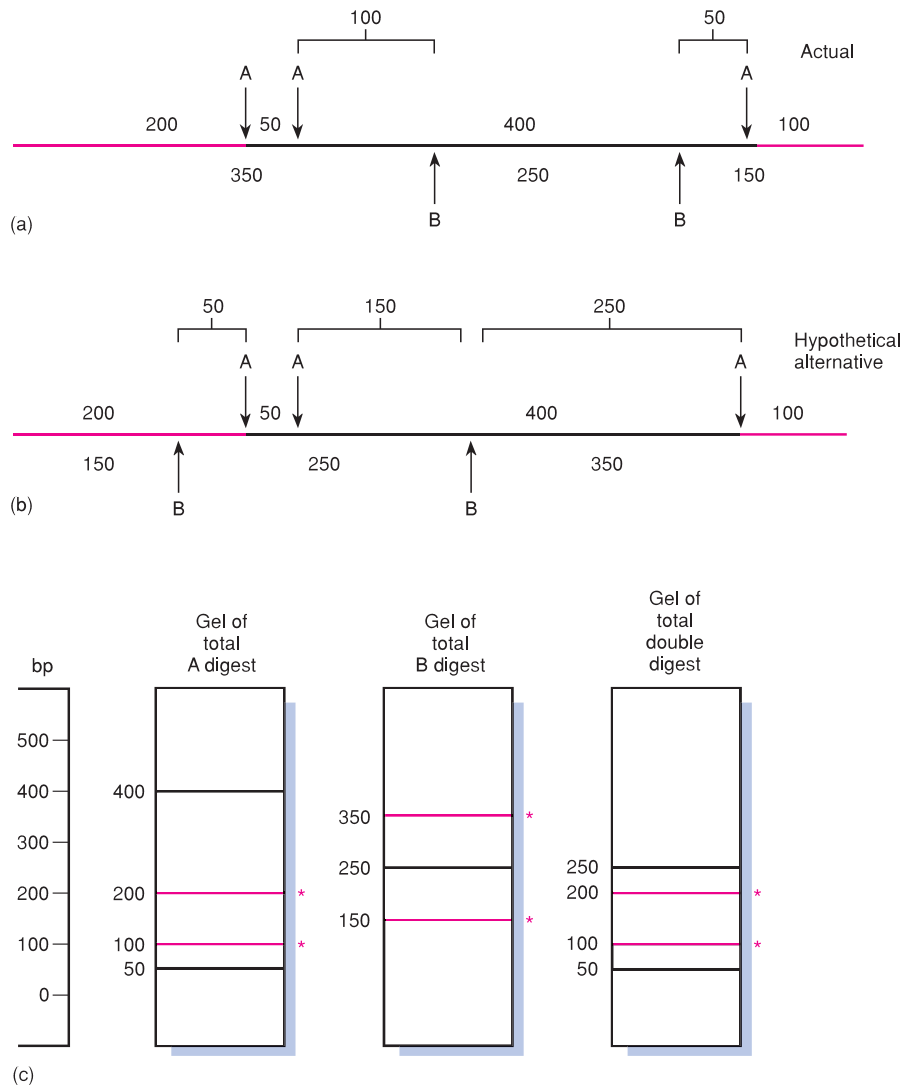 100
50
Actual
A
A
A
200
50
400
100
350
250
150
B
B
(a)
50
150
250
Hypothetical
alternative
A
A
A
200
50
400
100
150
250
350
B
B
(b)
Gel of
total
A digest
Gel of
total
B digest
Gel of
total
double
digest
bp
500
400
300
200
100
0
400
200 *
100 *
50
350 *
250
150 *
250
200 *
100 *
50
(c)